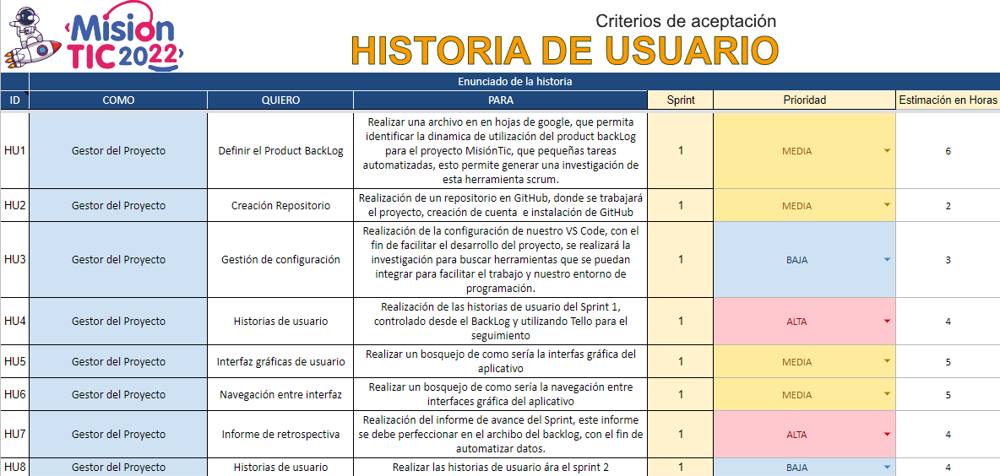 ‹Misión
TIC2022›
Criterios de aceptación
HISTORIA DE USUARIO
Enunciado de la historia
ID COMO QUIERO PARA Sprint Prioridad Estimación en Horas
HU1 Gestor del Proyecto Definir el Product BackLog
Realizar una archivo en en hojas de google, que permita
identificar la dinamica de utilización del product backLog
para el proyecto MisiónTic, que pequeñas tareas
automatizadas, esto permite generar una investigación de
esta herramienta scrum.
1 MEDIA 6
HU2 Gestor del Proyecto Creación Repositorio
Realización de un repositorio en GitHub, donde se trabajará
el proyecto, creación de cuenta e instalación de GitHub
1 MEDIA 2
HU3 Gestor del Proyecto Gestión de configuración
Realización de la configuración de nuestro VS Code, con el
fin de facilitar el desarrollo del proyecto, se realizará la
investigación para buscar herramientas que se puedan
integrar para facilitar el trabajo y nuestro entorno de
programación.
1 BAJA 3
HU4 Gestor del Proyecto Historias de usuario
Realización de las historias de usuario del Sprint 1,
controlado desde el BackLog y utilizando Tello para el
seguimiento
1 ALTA 4
HU5 Gestor del Proyecto Interfaz gráficas de usuario
Realizar un bosquejo de como sería la interfas gráfica del
aplicativo
1 MEDIA 5
HU6 Gestor del Proyecto Navegación entre interfaz
Realizar un bosquejo de como sería la navegación entre
interfaces gráfica del aplicativo
1 MEDIA 5
HU7 Gestor del Proyecto Informe de retrospectiva
Realización del informe de avance del Sprint, este informe
se debe perfeccionar en el archibo del backlog, con el fin de
automatizar datos.
1 ALTA 4
HU8 Gestor del Proyecto Historias de usuario Realizar las historias de usuario ára el sprint 2 1 BAJA 4